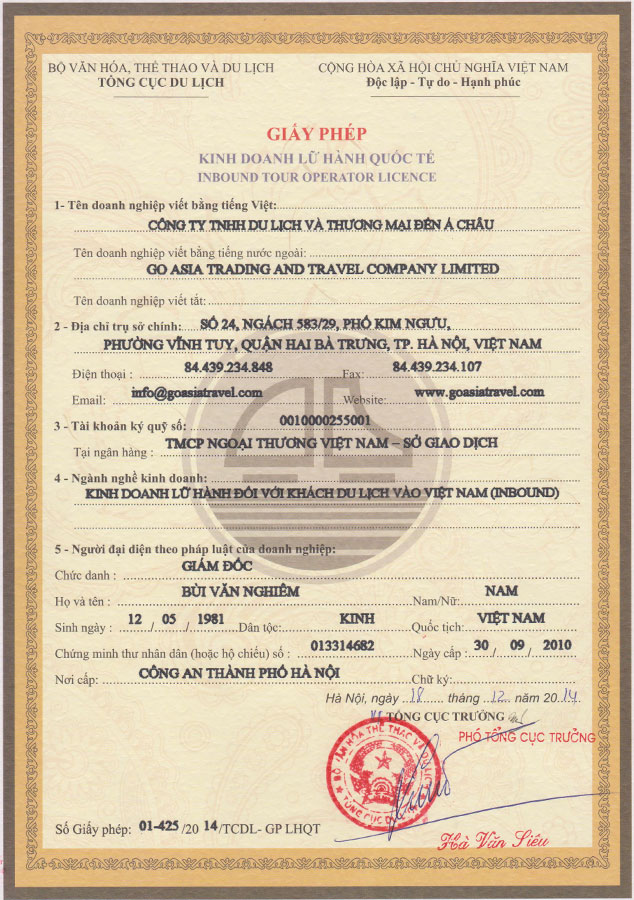 BỘ VĂN HÓA, THỂ THAO VÀ DU LỊCH
TỔNG CỤC DU LỊCH
CỘNG HÒA XÃ HỘI CHỦ NGHĨA VIỆT NAM
Độc lập - Tự do - Hạnh phúc
GIẤY PHÉP
KINH DOANH LỮ HÀNH QUỐC TẾ
INBOUND TOUR OPERATOR LICENCE
1- Tên doanh nghiệp viết bằng tiếng Việt:
CÔNG TY TNHH DU LỊCH VÀ THƯƠNG MẠI ĐẾN Á CHÂU
Tên doanh nghiệp viết bằng tiếng nước ngoài:
GO ASIA TRADING AND TRAVEL COMPANY LIMITED
Tên doanh nghiệp viết tắt:
2 - Địa chỉ trụ sở chính: SỐ 24, NGÁCH 583/29, PHỐ KIM NGƯU,
PHƯỜNG VĨNH TUY, QUẬN HAI BÀ TRƯNG, TP. HÀ NỘI, VIỆT NAM
Điện thoại : 84.439.234.848 Fax: 84.439.234.107
Email: info@goasiatravel.com Website: www.goasiatravel.com
3 - Tài khoản ký quỹ số: 0010000255001
Tại ngân hàng : TMCP NGOẠI THƯƠNG VIỆT NAM – SỞ GIAO DỊCH
4 - Ngành nghề kinh doanh:
KINH DOANH LỮ HÀNH ĐỐI VỚI KHÁCH DU LỊCH VÀO VIỆT NAM (INBOUND)
5 - Người đại diện theo pháp luật của doanh nghiệp:
Chức danh : GIÁM ĐỐC
Họ và tên : BÙI VĂN NGHIÊM Nam/Nữ: NAM
Sinh ngày : 12 / 05 / 1981 Dân tộc: KINH Quốc tịch: VIỆT NAM
Chứng minh thư nhân dân (hoặc hộ chiếu) số : 013314682 Ngày cấp: 30 / 09 / 2010
Nơi cấp: CÔNG AN THÀNH PHỐ HÀ NỘI Chữ ký:
Hà Nội, ngày 18 tháng 12 năm 2014
TỔNG CỤC TRƯỞNG
PHÓ TỔNG CỤC TRƯỞNG
BỘ VĂN HÓA THỂ THAO VÀ DU LỊCH
TỔNG CỤC DU LỊCH
Số Giấy phép: 01-425/20 14/TCDL- GP LHQT
Hà Văn Siêu